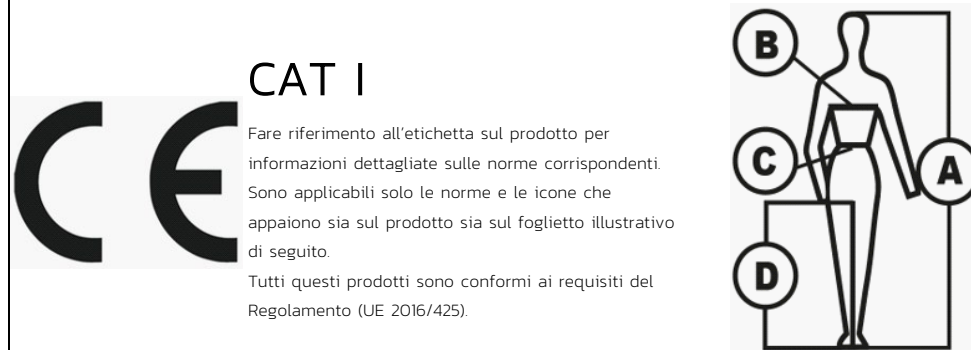 CE
CAT I
Fare riferimento all'etichetta sul prodotto per
informazioni dettagliate sulle norme corrispondenti.
Sono applicabili solo le norme e le icone che
appaiono sia sul prodotto sia sul foglietto illustrativo
di seguito.
Tutti questi prodotti sono conformi ai requisiti del
Regolamento (UE 2016/425).
B
C
A
D